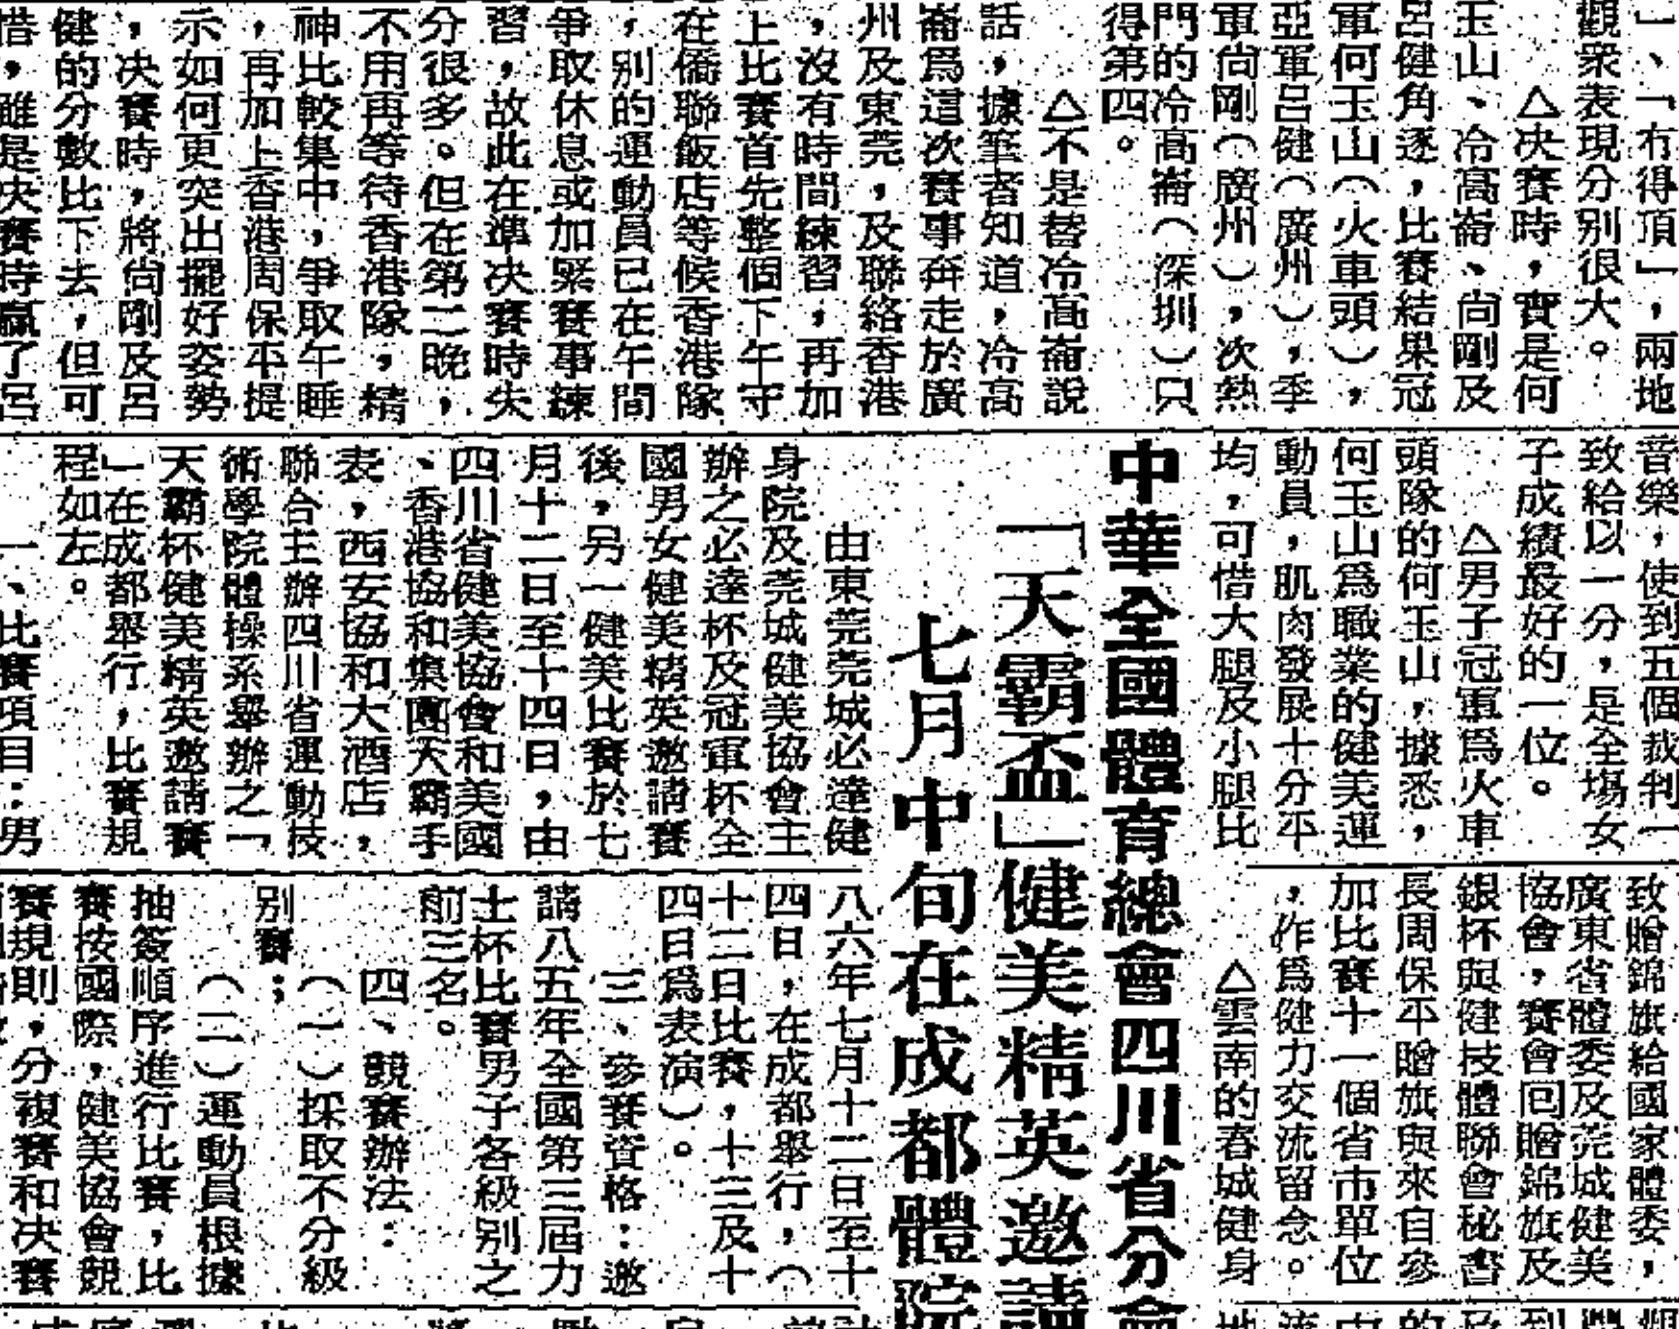 」、「冇得頂」，兩地
觀衆表現分別很大。
△決賽時，實是何
玉山、冷高崙、尚剛及
呂健角逐，比賽結果冠
軍何玉山（火車頭），
亞軍呂健（廣州），季
軍尚剛（廣州），次熱
門的冷高崙（深圳）只
得第四。
△不是替冷高崙說
話，據筆者知道，冷高
崙爲這次賽事奔走於廣
州及東莞，及聯絡香港
，沒有時間練習，再加
上比賽首先整個下午守
在僑聯飯店等候香港隊
，別的運動員已在午間
爭取休息或加緊賽事練
習，故此在準決賽時失
分很多。但在第二晚，
不用再等待香港隊，精
神比較集中，爭取午睡
，再加上香港周保平提
示如何更突出擺好姿勢
，決賽時，將尚剛及呂
健的分數比下去，但可
惜，雖是決賽時贏了呂
音樂，使到五個裁判一
致給以一分，是全場女
子成績最好的一位。
△男子冠軍爲火車
頭隊的何玉山，據悉，
何玉山爲職業的健美運
動員，肌肉發展十分平
均，可惜大腿及小腿比
致贈錦旗給國家體委，
廣東省體委及莞城健美
協會，賽會回贈錦旗及
銀杯與健技體聯會秘書
長周保平贈旗與來自參
加比賽十一個省市單位
，作爲健力交流留念。
△雲南的春城健身
中華全國體育總會四川省分會
「天霸盃」健美精英邀請
七月中旬在成都體院
由東莞莞城必達健
身院及莞城健美協會主
辦之必達杯及冠軍杯全
國男女健美精英邀請賽
後，另一健美比賽於七
月十二日至十四日，由
四川省健美協會和美國
、香港協和集團天霸手
表，西安協和大酒店，
聯合主辦四川省運動技
術學院體操系舉辦之「
天霸杯健美精英邀請賽
」在成都舉行，比賽規
程如左。
一、比賽項目：男
八六年七月十二日至十
四日，在成都舉行，（
十二日比賽，十三及十
四日爲表演）。
三、參賽資格：邀
請八五年全國第三屆力
士杯比賽男子各級別之
前三名。
四、競賽辦法：
（一）採取不分級
別賽；
（二）運動員根據
抽簽順序進行比賽，比
賽按國際，健美協會競
賽規則，分複賽和決賽